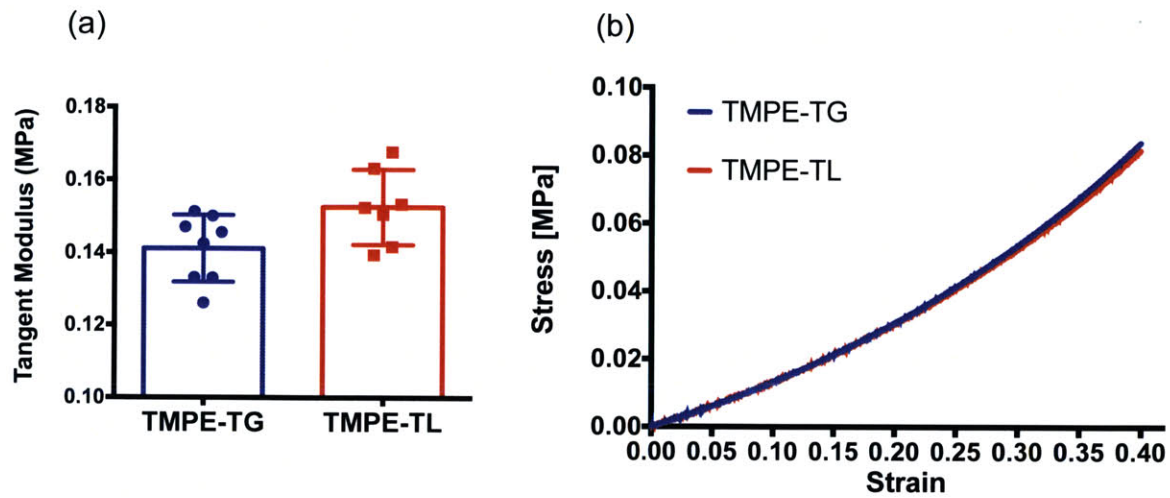 (a)
Tangent Modulus (MPa)
0.18
0.16
0.14
0.12
0.10
TMPE-TG
TMPE-TL
(b)
Stress [MPa]
0.10
0.08
0.06
0.04
0.02
0.00
TMPE-TG
TMPE-TL
0.00 0.05 0.10 0.15 0.20 0.25 0.30 0.35 0.40
Strain